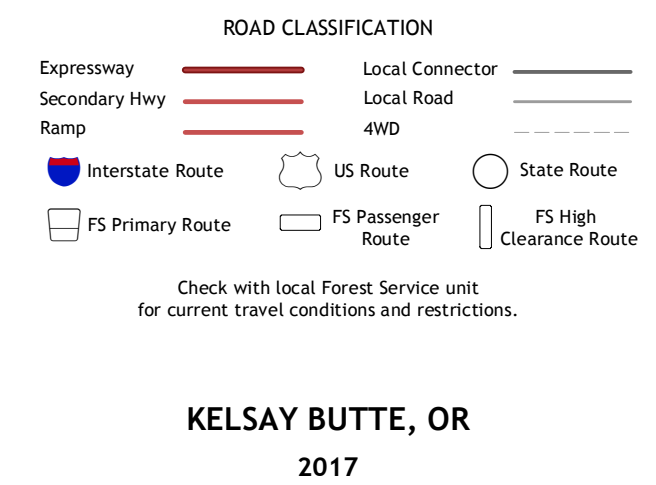 ROAD CLASSIFICATION
Expressway
Local Connector
Secondary Hwy
Local Road
Ramp
4WD
Interstate Route
US Route
State Route
FS Primary Route
FS Passenger
Route
FS High
Clearance Route
Check with local Forest Service unit
for current travel conditions and restrictions.
KELSAY BUTTE, OR
2017